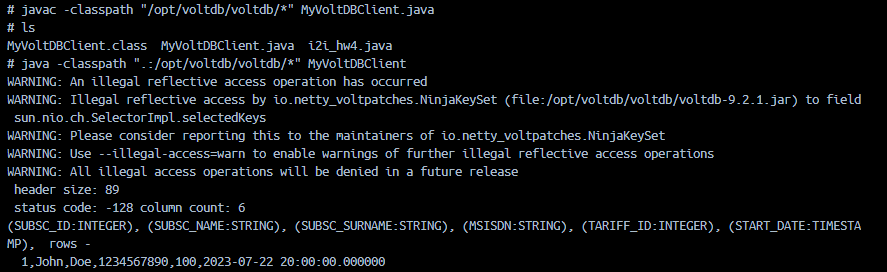 # javac -classpath "/opt/voltdb/voltdb/*" MyVoltDBClient.java
# ls
MyVoltDBClient.class  MyVoltDBClient.java  i2i_hw4.java
# java -classpath ".:/opt/voltdb/voltdb/*" MyVoltDBClient
WARNING: An illegal reflective access operation has occurred
WARNING: Illegal reflective access by io.netty_voltpatches.NinjaKeySet (file:/opt/voltdb/voltdb/voltdb-9.2.1.jar) to field
 sun.nio.ch.SelectorImpl.selectedKeys
WARNING: Please consider reporting this to the maintainers of io.netty_voltpatches.NinjaKeySet
WARNING: Use --illegal-access=warn to enable warnings of further illegal reflective access operations
WARNING: All illegal access operations will be denied in a future release
 header size: 89
 status code: -128 column count: 6
(SUBSC_ID:INTEGER), (SUBSC_NAME:STRING), (SUBSC_SURNAME:STRING), (MSISDN:STRING), (TARIFF_ID:INTEGER), (START_DATE:TIMESTA
MP),  rows -
  1,John,Doe,1234567890,100,2023-07-22 20:00:00.000000